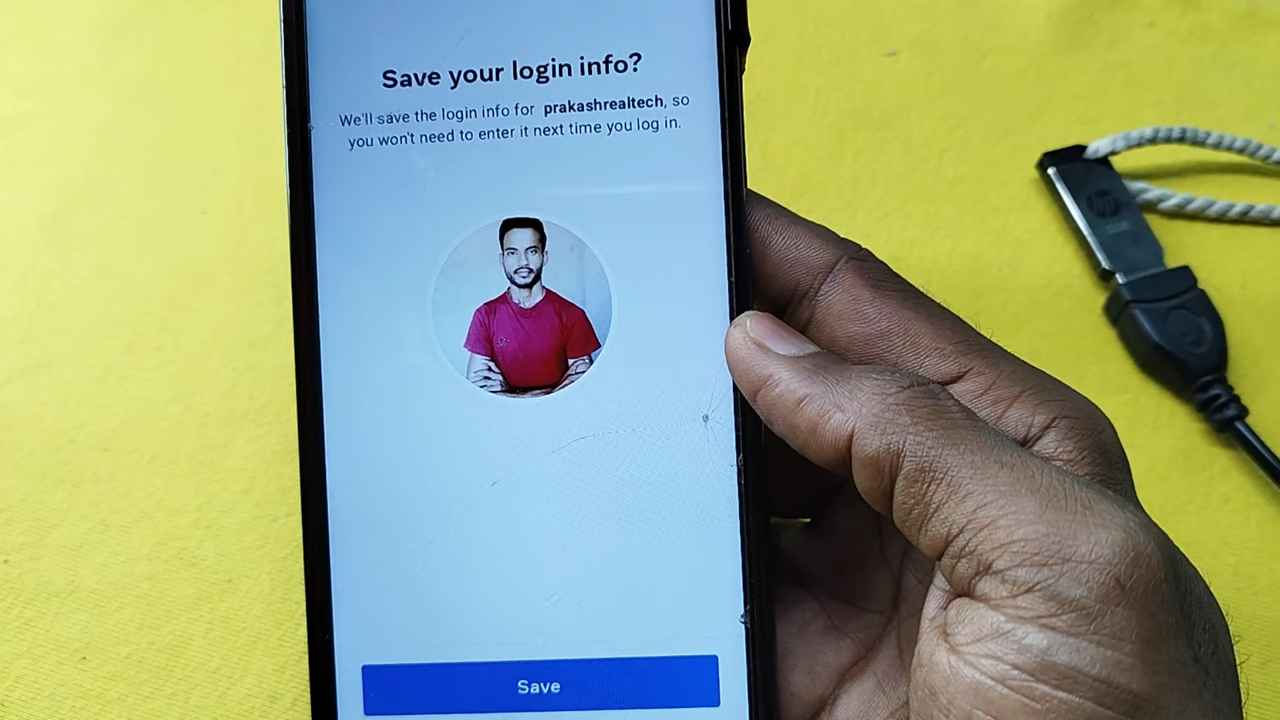 Save your login info?
We'll save the login info for prakashrealtech, so
you won't need to enter it next time you log in.
Save
hp